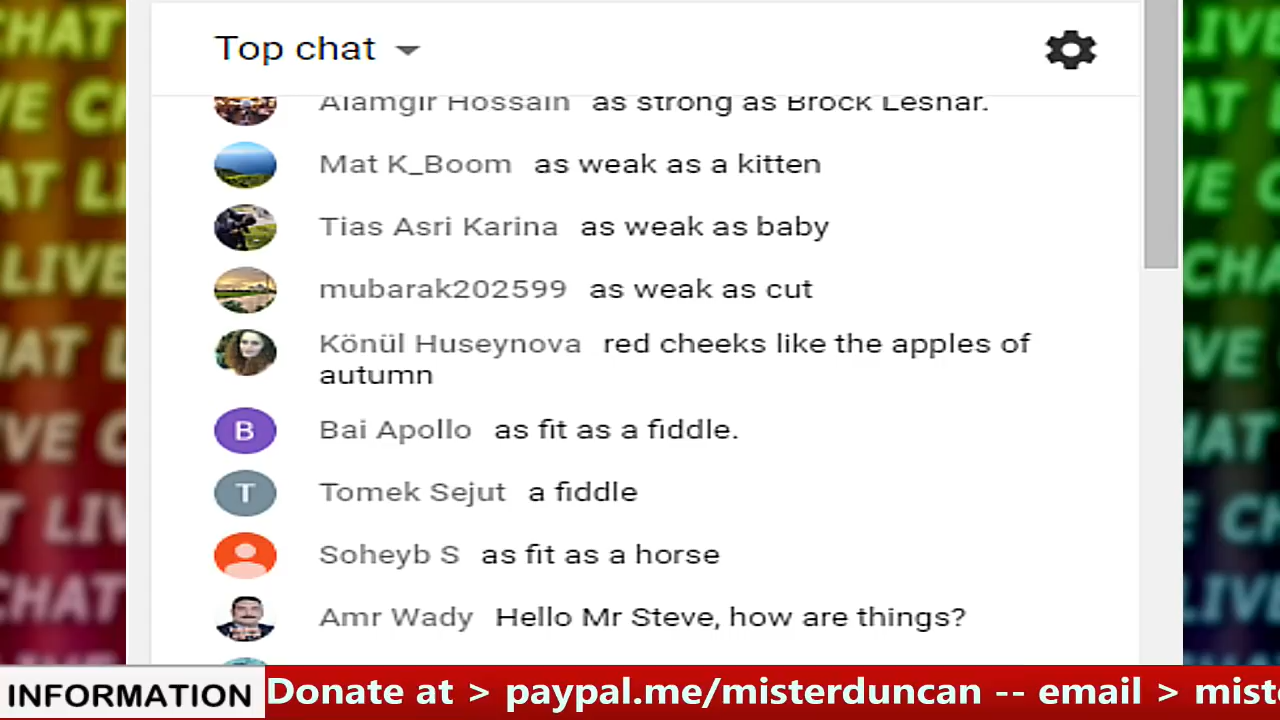 Top chat
Alamgir Hossain as strong as Brock Lesnar.
Mat K_Boom as weak as a kitten
Tias Asri Karina as weak as baby
mubarak202599 as weak as cut
Könül Huseynova red cheeks like the apples of
autumn
B Bai Apollo as fit as a fiddle.
T Tomek Sejut a fiddle
Soheyb S as fit as a horse
Amr Wady Hello Mr Steve, how are things?
INFORMATION Donate at > paypal.me/misterduncan -- email > miste